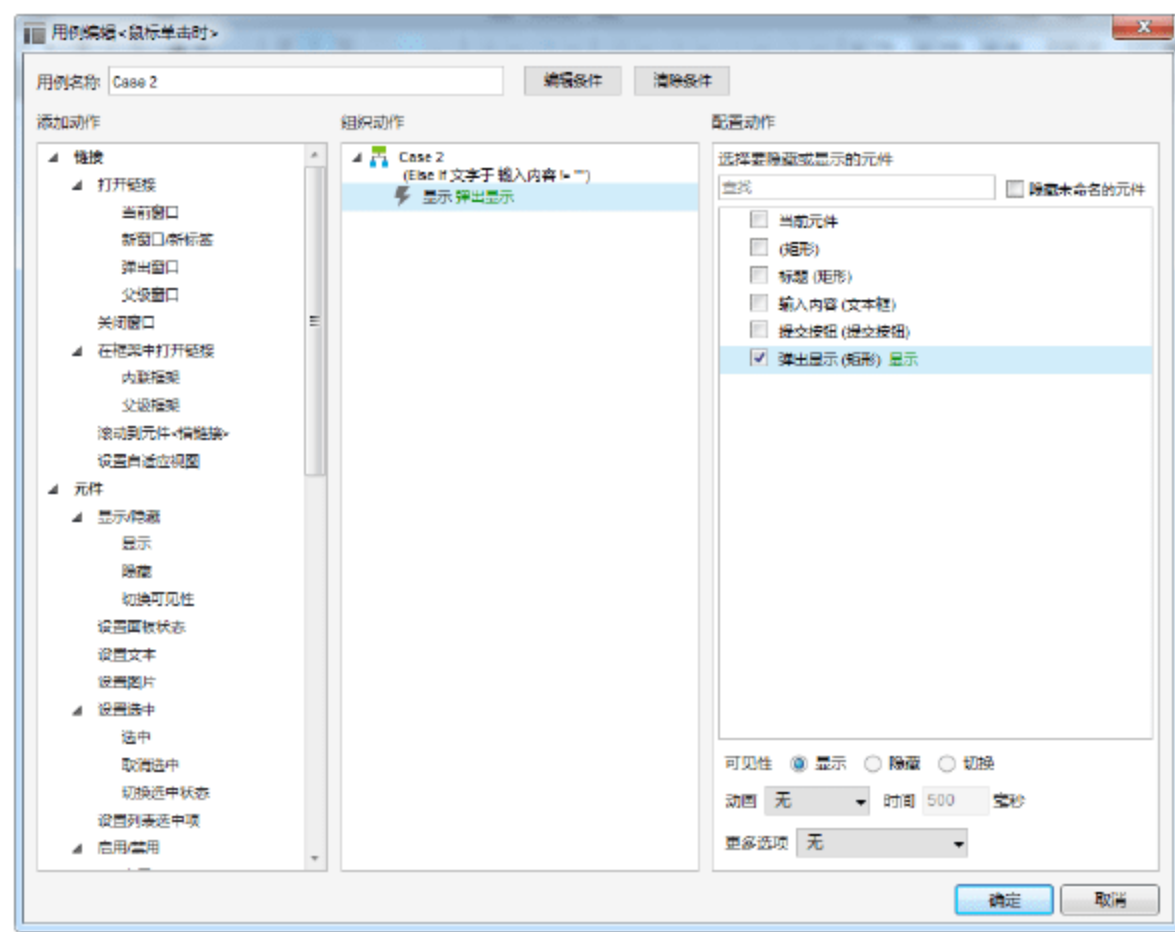 用例编辑<鼠标单击时>
用例名称 Case 2 编辑条件 清除条件
添加动作
链接
打开链接
当前窗口
新窗口/新标签
弹出窗口
父级窗口
关闭窗口
在框架中打开链接
内联框架
父级框架
滚动到元件<锚链接>
设置自适应视图
元件
显示/隐藏
显示
隐藏
切换可见性
设置面板状态
设置文本
设置图片
设置选中
选中
取消选中
切换选中状态
设置列表选中项
启用/禁用
组织动作
Case 2
(Else If 文字于 输入内容 != "")
显示 弹出显示
配置动作
选择要隐藏或显示的元件
查找 隐藏未命名的元件
当前元件
(矩形)
标题 (矩形)
输入内容 (文本框)
提交按钮 (提交按钮)
弹出显示 (矩形) 显示
可见性 显示 隐藏 切换
动画 无 时间 500 毫秒
更多选项 无
确定 取消